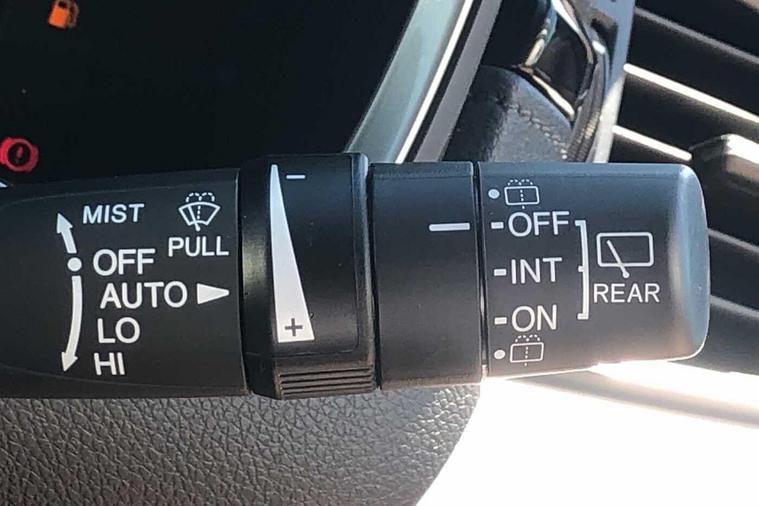 MIST
PULL
OFF
AUTO
LO
HI
−
+
OFF
INT
ON
REAR